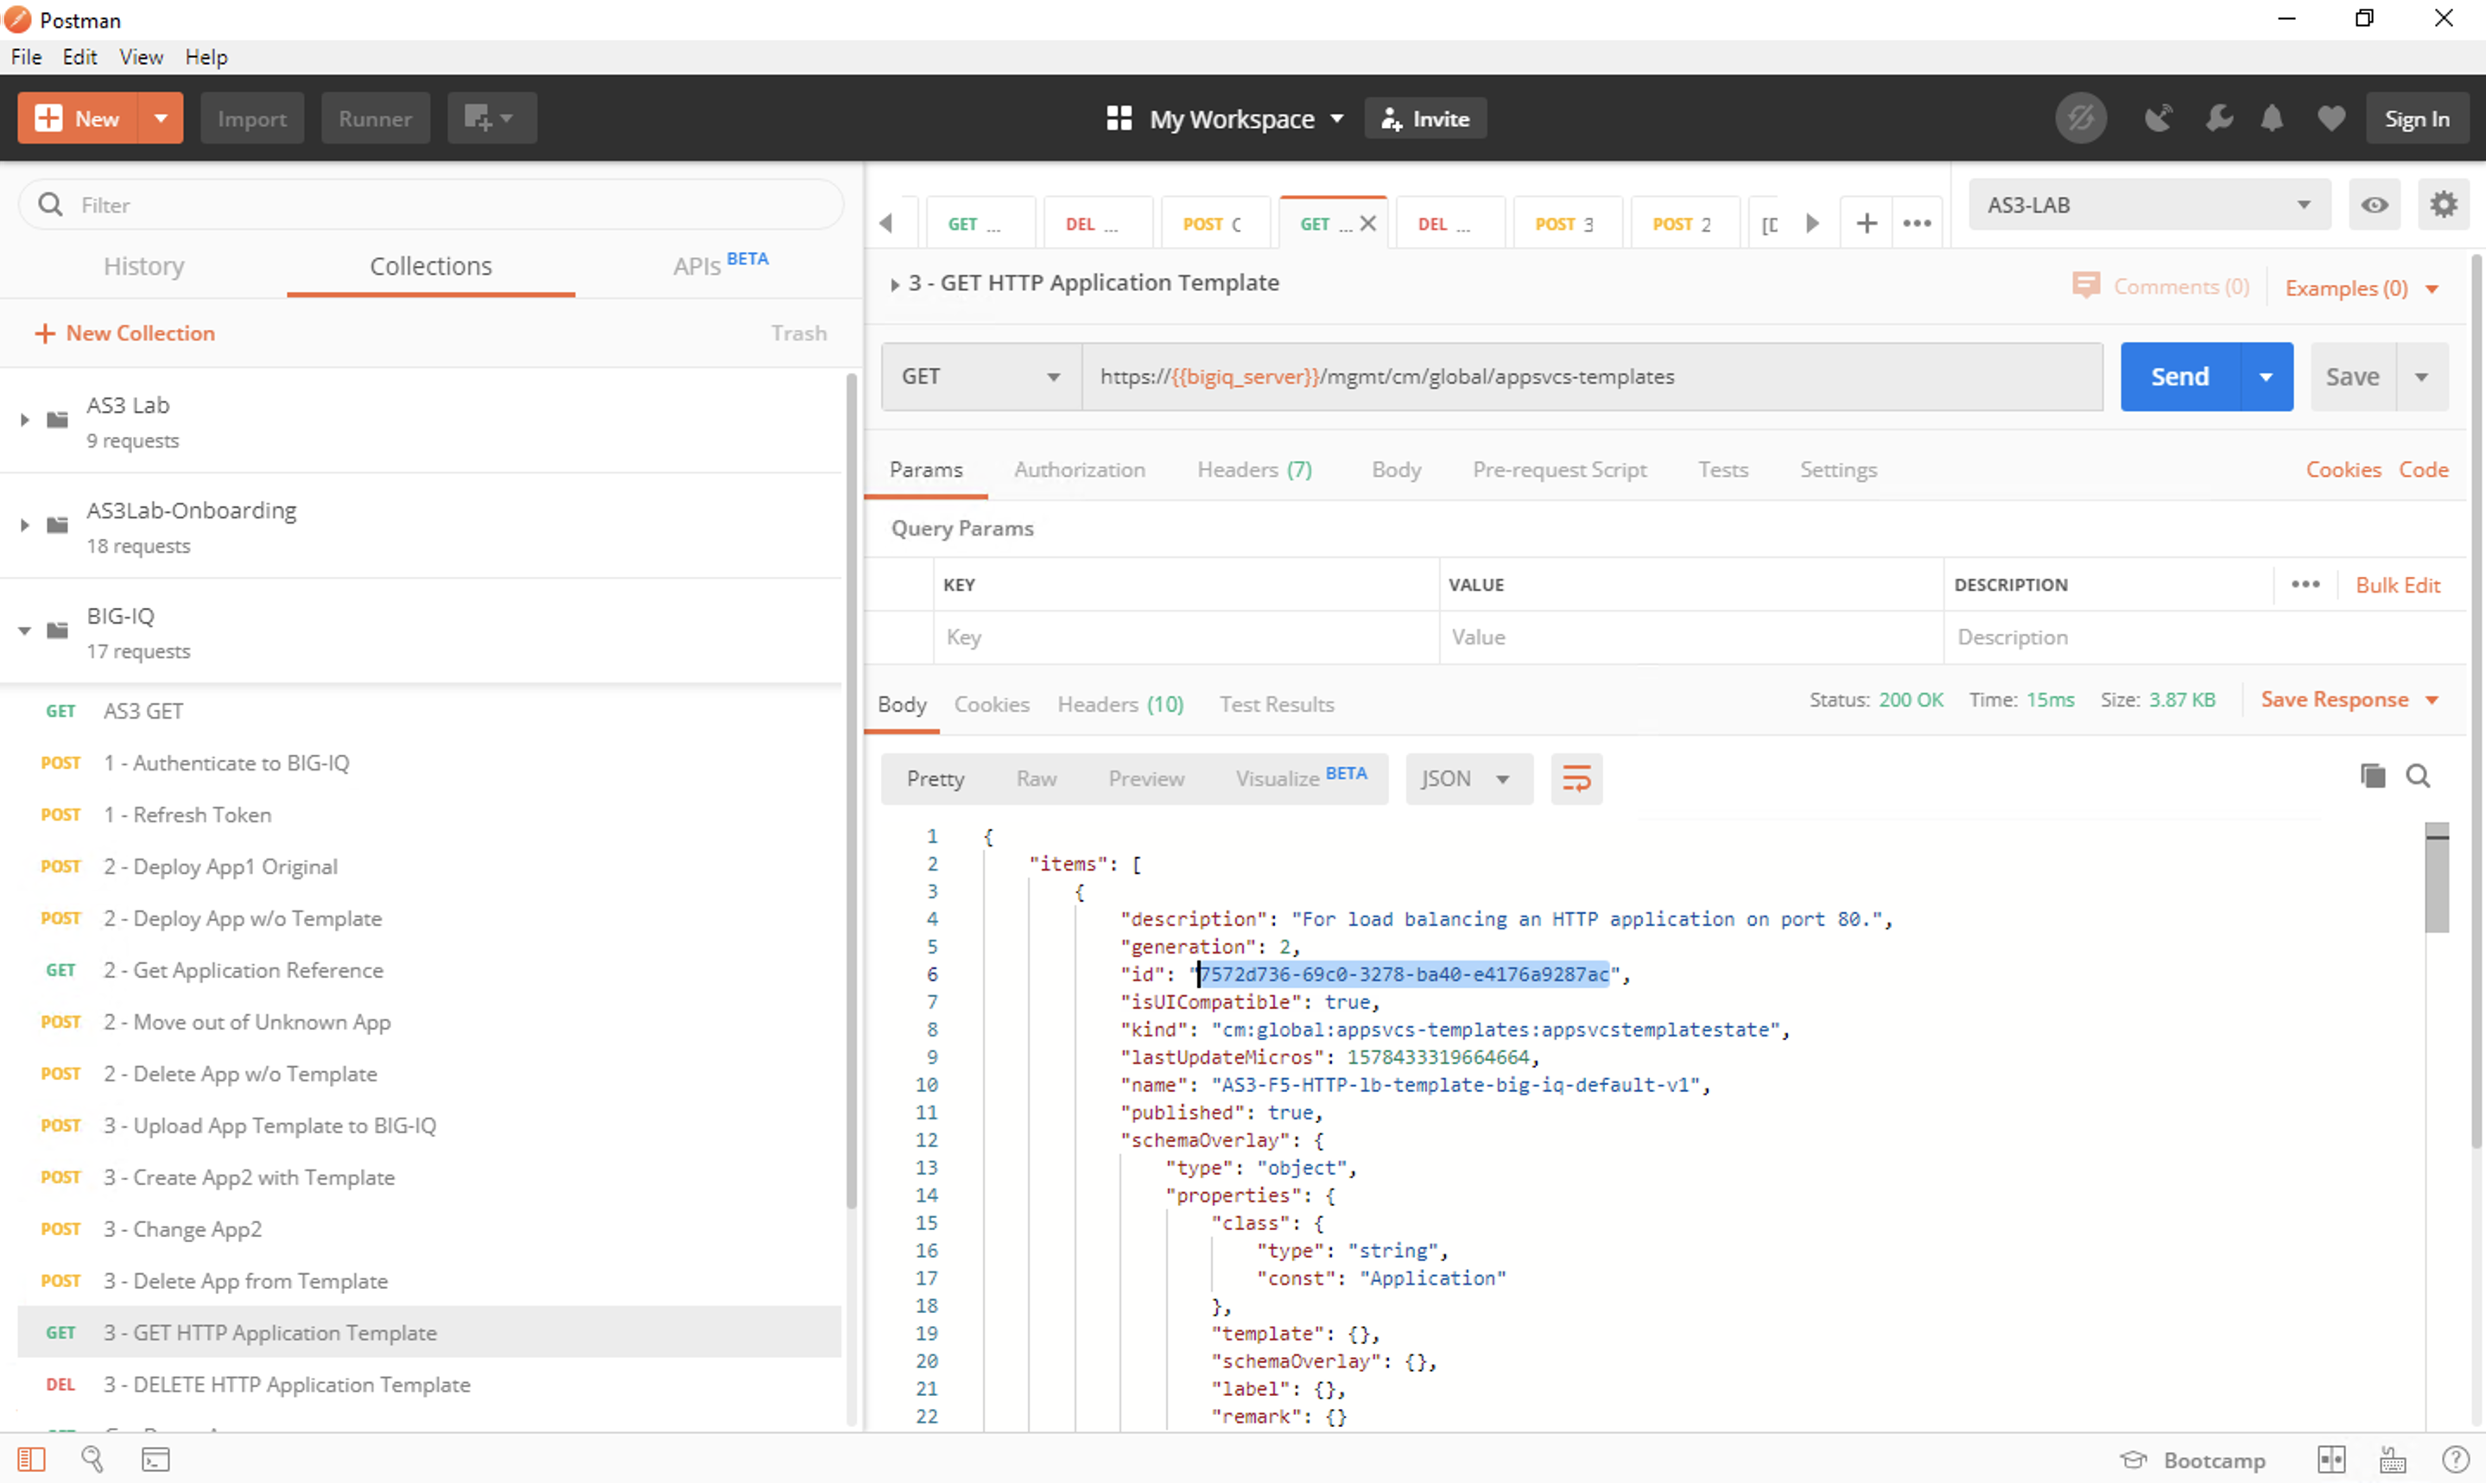 Postman
File Edit View Help
New Import Runner My Workspace Invite Sign In
Filter
History Collections APIs BETA
New Collection Trash
AS3 Lab
9 requests
AS3Lab-Onboarding
18 requests
BIG-IQ
17 requests
GET AS3 GET
POST 1 - Authenticate to BIG-IQ
POST 1 - Refresh Token
POST 2 - Deploy App1 Original
POST 2 - Deploy App w/o Template
GET 2 - Get Application Reference
POST 2 - Move out of Unknown App
POST 2 - Delete App w/o Template
POST 3 - Upload App Template to BIG-IQ
POST 3 - Create App2 with Template
POST 3 - Change App2
POST 3 - Delete App from Template
GET 3 - GET HTTP Application Template
DEL 3 - DELETE HTTP Application Template
GET ... DEL ... POST C GET ... DEL ... POST 3 POST 2 AS3-LAB
3 - GET HTTP Application Template Comments (0) Examples (0)
GET https://{{bigiq_server}}/mgmt/cm/global/appsvcs-templates Send Save
Params Authorization Headers (7) Body Pre-request Script Tests Settings Cookies Code
Query Params
KEY VALUE DESCRIPTION Bulk Edit
Key Value Description
Body Cookies Headers (10) Test Results Status: 200 OK Time: 15ms Size: 3.87 KB Save Response
Pretty Raw Preview Visualize BETA JSON
1 {
2 "items": [
3 {
4 "description": "For load balancing an HTTP application on port 80.",
5 "generation": 2,
6 "id": "7572d736-69c0-3278-ba40-e4176a9287ac",
7 "isUICompatible": true,
8 "kind": "cm:global:appsvcs-templates:appsvcstemplatestate",
9 "lastUpdateMicros": 1578433319664664,
10 "name": "AS3-F5-HTTP-lb-template-big-iq-default-v1",
11 "published": true,
12 "schemaOverlay": {
13 "type": "object",
14 "properties": {
15 "class": {
16 "type": "string",
17 "const": "Application"
18 },
19 "template": {},
20 "schemaOverlay": {},
21 "label": {},
22 "remark": {}
Bootcamp